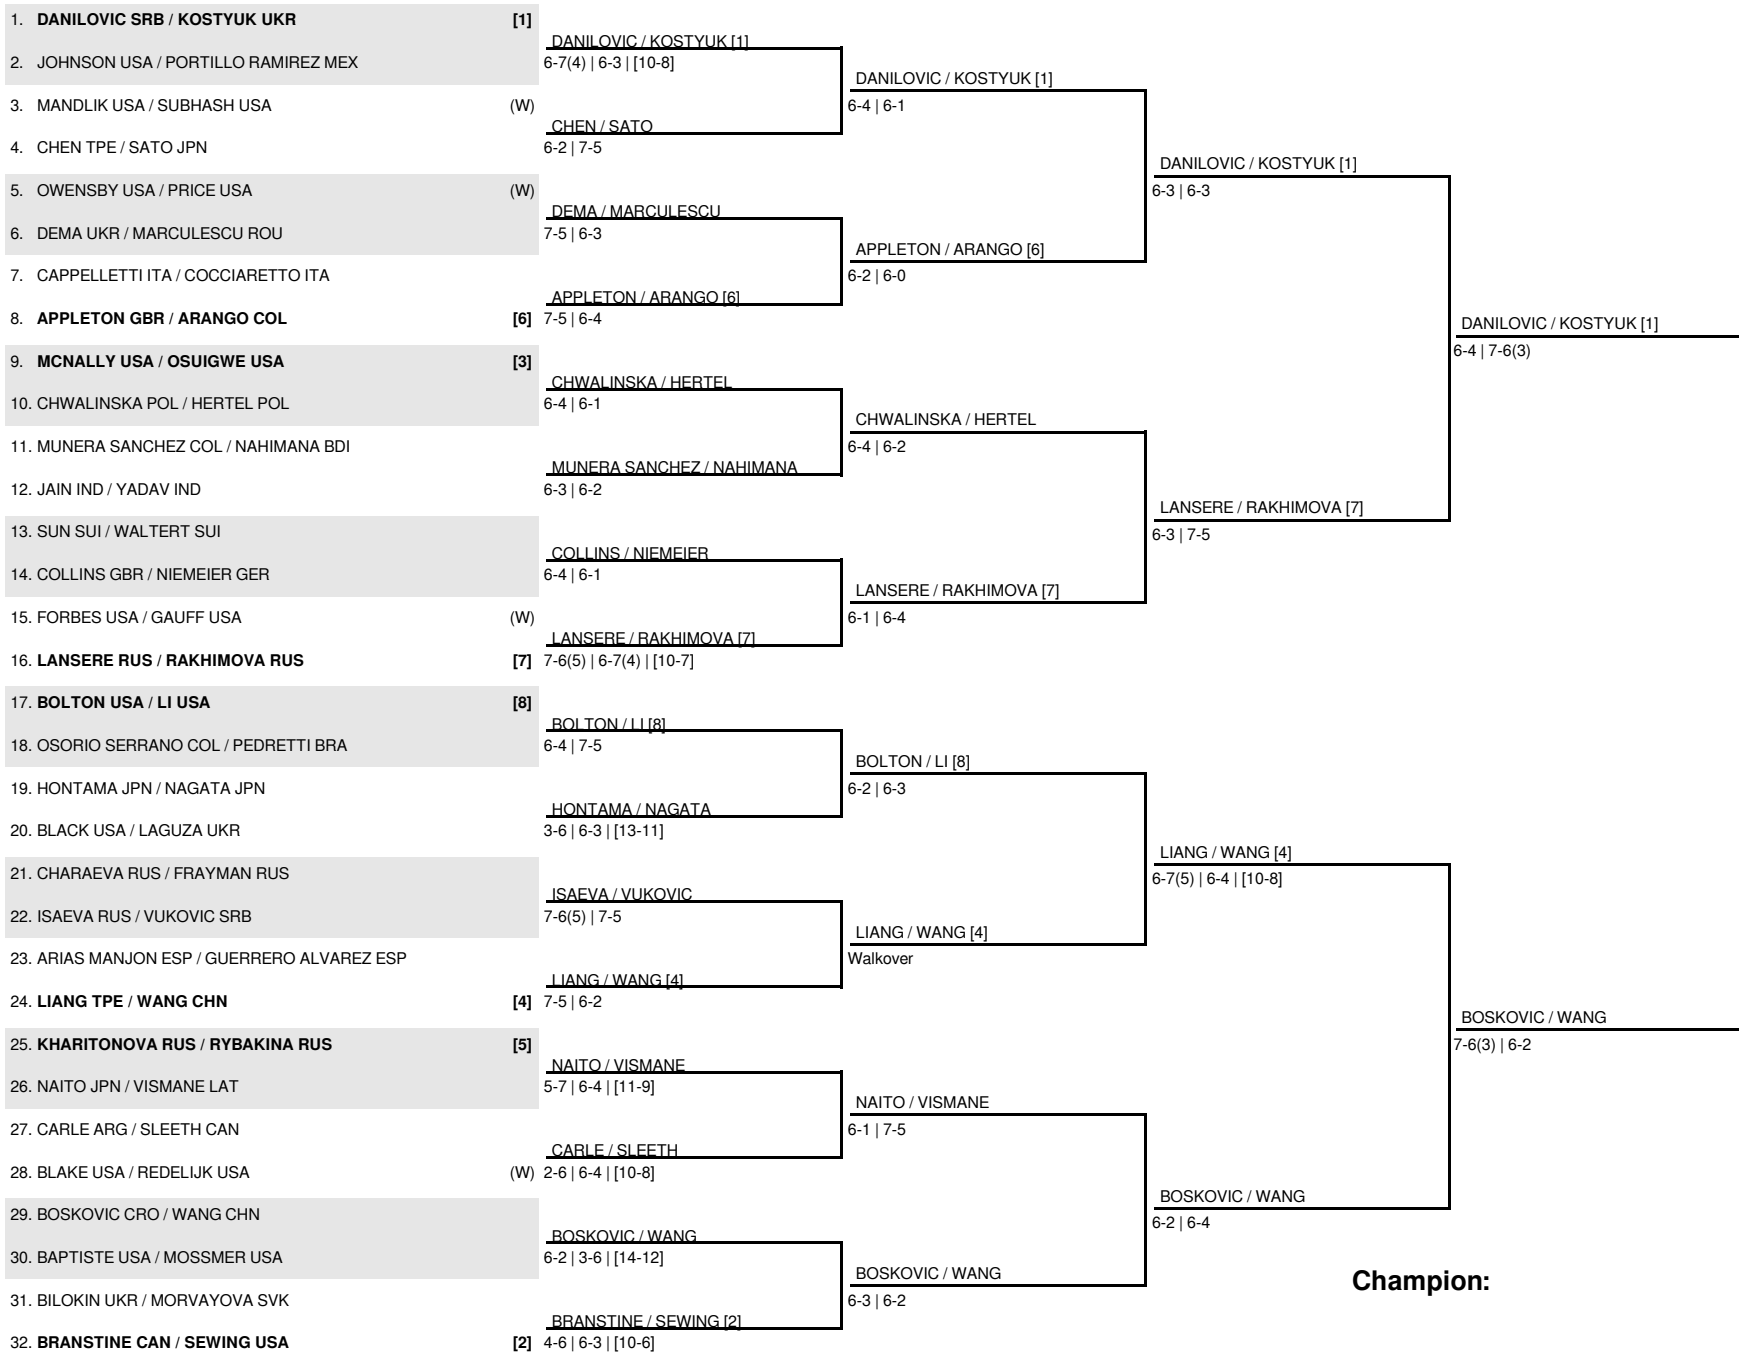 1. DANILOVIC SRB / KOSTYUK UKR [1]
2. JOHNSON USA / PORTILLO RAMIREZ MEX
3. MANDLIK USA / SUBHASH USA (W)
4. CHEN TPE / SATO JPN
5. OWENSBY USA / PRICE USA (W)
6. DEMA UKR / MARCULESCU ROU
7. CAPPELLETTI ITA / COCCIARETTO ITA
8. APPLETON GBR / ARANGO COL [6]
9. MCNALLY USA / OSUIGWE USA [3]
10. CHWALINSKA POL / HERTEL POL
11. MUNERA SANCHEZ COL / NAHIMANA BDI
12. JAIN IND / YADAV IND
13. SUN SUI / WALTERT SUI
14. COLLINS GBR / NIEMEIER GER
15. FORBES USA / GAUFF USA (W)
16. LANSERE RUS / RAKHIMOVA RUS [7]
17. BOLTON USA / LI USA [8]
18. OSORIO SERRANO COL / PEDRETTI BRA
19. HONTAMA JPN / NAGATA JPN
20. BLACK USA / LAGUZA UKR
21. CHARAEVA RUS / FRAYMAN RUS
22. ISAEVA RUS / VUKOVIC SRB
23. ARIAS MANJON ESP / GUERRERO ALVAREZ ESP
24. LIANG TPE / WANG CHN [4]
25. KHARITONOVA RUS / RYBAKINA RUS [5]
26. NAITO JPN / VISMANE LAT
27. CARLE ARG / SLEETH CAN
28. BLAKE USA / REDELIJK USA (W)
29. BOSKOVIC CRO / WANG CHN
30. BAPTISTE USA / MOSSMER USA
31. BILOKIN UKR / MORVAYOVA SVK
32. BRANSTINE CAN / SEWING USA [2]
DANILOVIC / KOSTYUK [1]
6-7(4) | 6-3 | [10-8]
CHEN / SATO
6-2 | 7-5
DEMA / MARCULESCU
7-5 | 6-3
APPLETON / ARANGO [6]
7-5 | 6-4
CHWALINSKA / HERTEL
6-4 | 6-1
MUNERA SANCHEZ / NAHIMANA
6-3 | 6-2
COLLINS / NIEMEIER
6-4 | 6-1
LANSERE / RAKHIMOVA [7]
7-6(5) | 6-7(4) | [10-7]
BOLTON / LI [8]
6-4 | 7-5
HONTAMA / NAGATA
3-6 | 6-3 | [13-11]
ISAEVA / VUKOVIC
7-6(5) | 7-5
LIANG / WANG [4]
7-5 | 6-2
NAITO / VISMANE
5-7 | 6-4 | [11-9]
CARLE / SLEETH
2-6 | 6-4 | [10-8]
BOSKOVIC / WANG
6-2 | 3-6 | [14-12]
BRANSTINE / SEWING [2]
4-6 | 6-3 | [10-6]
DANILOVIC / KOSTYUK [1]
6-4 | 6-1
APPLETON / ARANGO [6]
6-2 | 6-0
CHWALINSKA / HERTEL
6-4 | 6-2
LANSERE / RAKHIMOVA [7]
6-1 | 6-4
BOLTON / LI [8]
6-2 | 6-3
LIANG / WANG [4]
Walkover
NAITO / VISMANE
6-1 | 7-5
BOSKOVIC / WANG
6-3 | 6-2
DANILOVIC / KOSTYUK [1]
6-3 | 6-3
LANSERE / RAKHIMOVA [7]
6-3 | 7-5
LIANG / WANG [4]
6-7(5) | 6-4 | [10-8]
BOSKOVIC / WANG
6-2 | 6-4
DANILOVIC / KOSTYUK [1]
6-4 | 7-6(3)
BOSKOVIC / WANG
7-6(3) | 6-2
Champion: